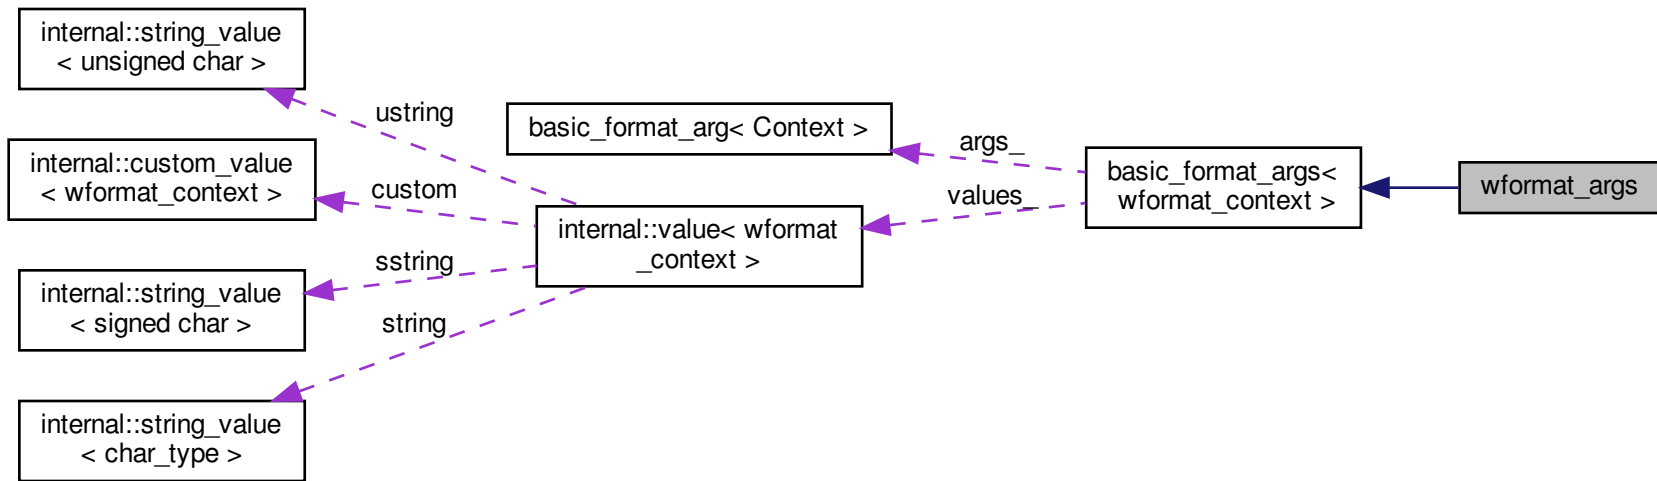 internal::string_value
< unsigned char >
ustring
internal::custom_value
< wformat_context >
custom
internal::string_value
< signed char >
sstring
internal::string_value
< char_type >
string
internal::value< wformat
_context >
basic_format_arg< Context >
args_
values_
basic_format_args<
wformat_context >
wformat_args